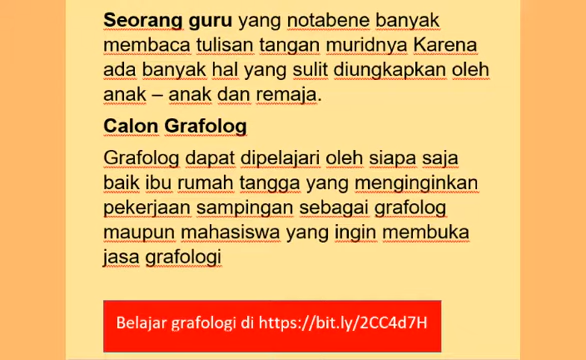 Seorang guru yang notabene banyak
membaca tulisan tangan muridnya Karena
ada banyak hal yang sulit diungkapkan oleh
anak – anak dan remaja.
Calon Grafolog
Grafolog dapat dipelajari oleh siapa saja
baik ibu rumah tangga yang menginginkan
pekerjaan sampingan sebagai grafolog
maupun mahasiswa yang ingin membuka
jasa grafologi
Belajar grafologi di https://bit.ly/2CC4d7H